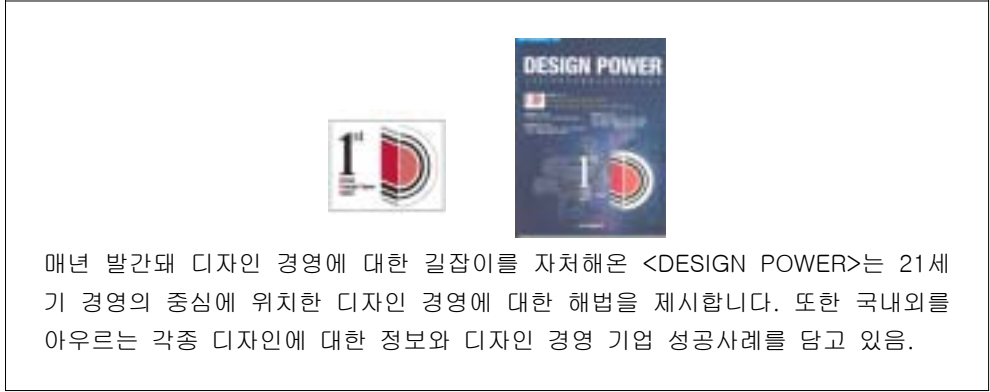 DESIGN POWER
1st
1
매년 발간돼 디자인 경영에 대한 길잡이를 자처해온 <DESIGN POWER>는 21세
기 경영의 중심에 위치한 디자인 경영에 대한 해법을 제시합니다. 또한 국내외를
아우르는 각종 디자인에 대한 정보와 디자인 경영 기업 성공사례를 담고 있음.